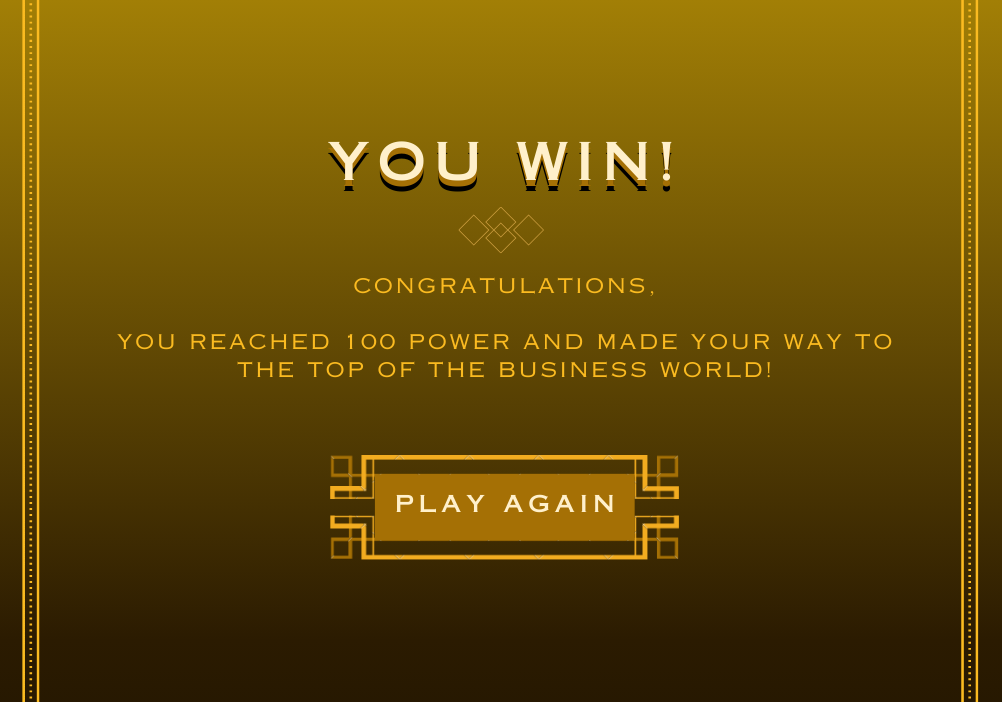 YOU WIN!
CONGRATULATIONS,
YOU REACHED 100 POWER AND MADE YOUR WAY TO
THE TOP OF THE BUSINESS WORLD!
PLAY AGAIN